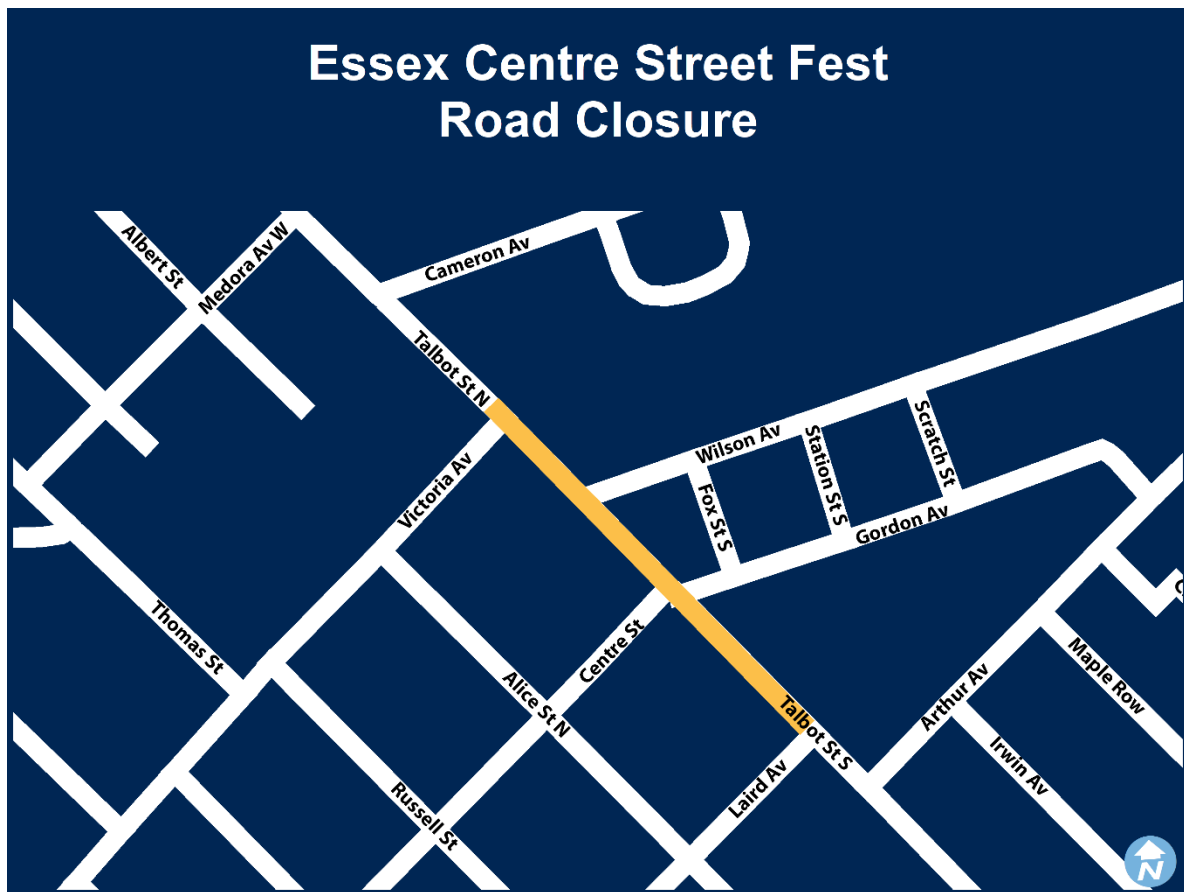 Essex Centre Street Fest
Road Closure
Albert St
Medora Av W
Cameron Av
Talbot St N
Wilson Av
Station St S
Scratch St
Victoria Av
Fox St S
Gordon Av
Thomas St
Centre St
Alice St N
Arthur Av
Maple Row
Talbot St S
Irwin Av
Laird Av
Russell St
N